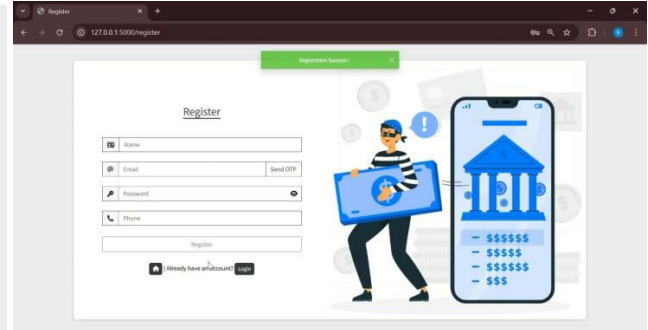 Register
127.0.0.1:5000/register
Registration Success !
Register
Name
Email Send OTP
Password
Phone
Register
Already have an account? Login
$$$$$$
$$$$$
$$$$$$
$$$